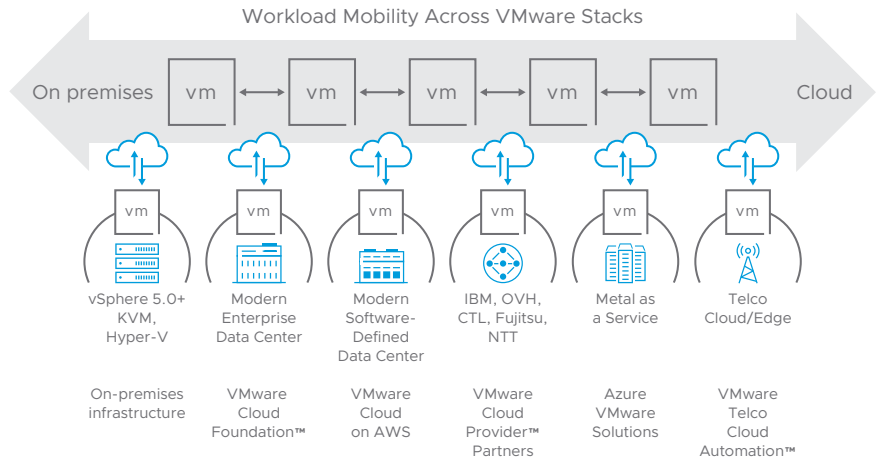 Workload Mobility Across VMware Stacks
On premises
vm
vm
vm
vm
vm
Cloud
vm
vm
vm
vm
vm
vm
vSphere 5.0+
KVM,
Hyper-V
Modern
Enterprise
Data Center
Modern
Software-
Defined
Data Center
IBM, OVH,
CTL, Fujitsu,
NTT
Metal as
a Service
Telco
Cloud/Edge
On-premises
infrastructure
VMware
Cloud
Foundation™
VMware
Cloud
on AWS
VMware
Cloud
Provider™
Partners
Azure
VMware
Solutions
VMware
Telco
Cloud
Automation™